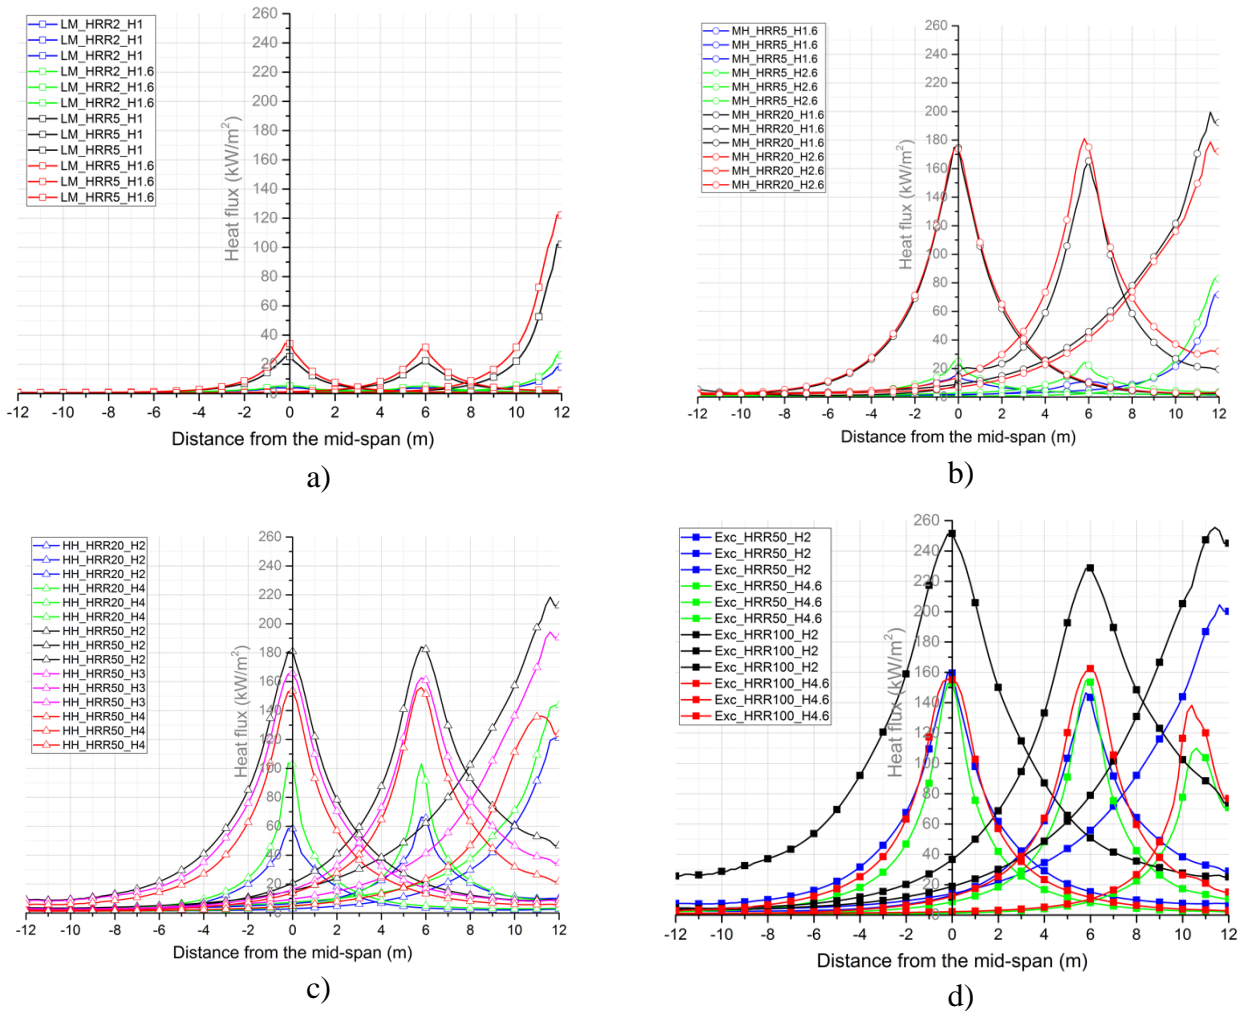 LM_HRR2_H1
LM_HRR2_H1
LM_HRR2_H1
LM_HRR2_H1.6
LM_HRR2_H1.6
LM_HRR2_H1.6
LM_HRR5_H1
LM_HRR5_H1
LM_HRR5_H1
LM_HRR5_H1.6
LM_HRR5_H1.6
LM_HRR5_H1.6
260
240
220
200
180
160
140
120
100
80
60
40
20
0
Heat flux (kW/m²)
-12 -10 -8 -6 -4 -2 0 2 4 6 8 10 12
Distance from the mid-span (m)
a)
MH_HRR5_H1.6
MH_HRR5_H1.6
MH_HRR5_H1.6
MH_HRR5_H2.6
MH_HRR5_H2.6
MH_HRR5_H2.6
MH_HRR20_H1.6
MH_HRR20_H1.6
MH_HRR20_H1.6
MH_HRR20_H2.6
MH_HRR20_H2.6
MH_HRR20_H2.6
260
240
220
200
180
160
140
120
100
80
60
40
20
0
Heat flux (kW/m²)
-12 -10 -8 -6 -4 -2 0 2 4 6 8 10 12
Distance from the mid-span (m)
b)
HH_HRR20_H2
HH_HRR20_H2
HH_HRR20_H2
HH_HRR20_H4
HH_HRR20_H4
HH_HRR20_H4
HH_HRR50_H2
HH_HRR50_H2
HH_HRR50_H2
HH_HRR50_H3
HH_HRR50_H3
HH_HRR50_H3
HH_HRR50_H4
HH_HRR50_H4
HH_HRR50_H4
260
240
220
200
180
160
140
120
100
80
60
40
20
0
Heat flux (kW/m²)
-12 -10 -8 -6 -4 -2 0 2 4 6 8 10 12
Distance from the mid-span (m)
c)
Exc_HRR50_H2
Exc_HRR50_H2
Exc_HRR50_H2
Exc_HRR50_H4.6
Exc_HRR50_H4.6
Exc_HRR50_H4.6
Exc_HRR100_H2
Exc_HRR100_H2
Exc_HRR100_H2
Exc_HRR100_H4.6
Exc_HRR100_H4.6
Exc_HRR100_H4.6
260
240
220
200
180
160
140
120
100
80
60
40
20
0
Heat flux (kW/m²)
-12 -10 -8 -6 -4 -2 0 2 4 6 8 10 12
Distance from the mid-span (m)
d)